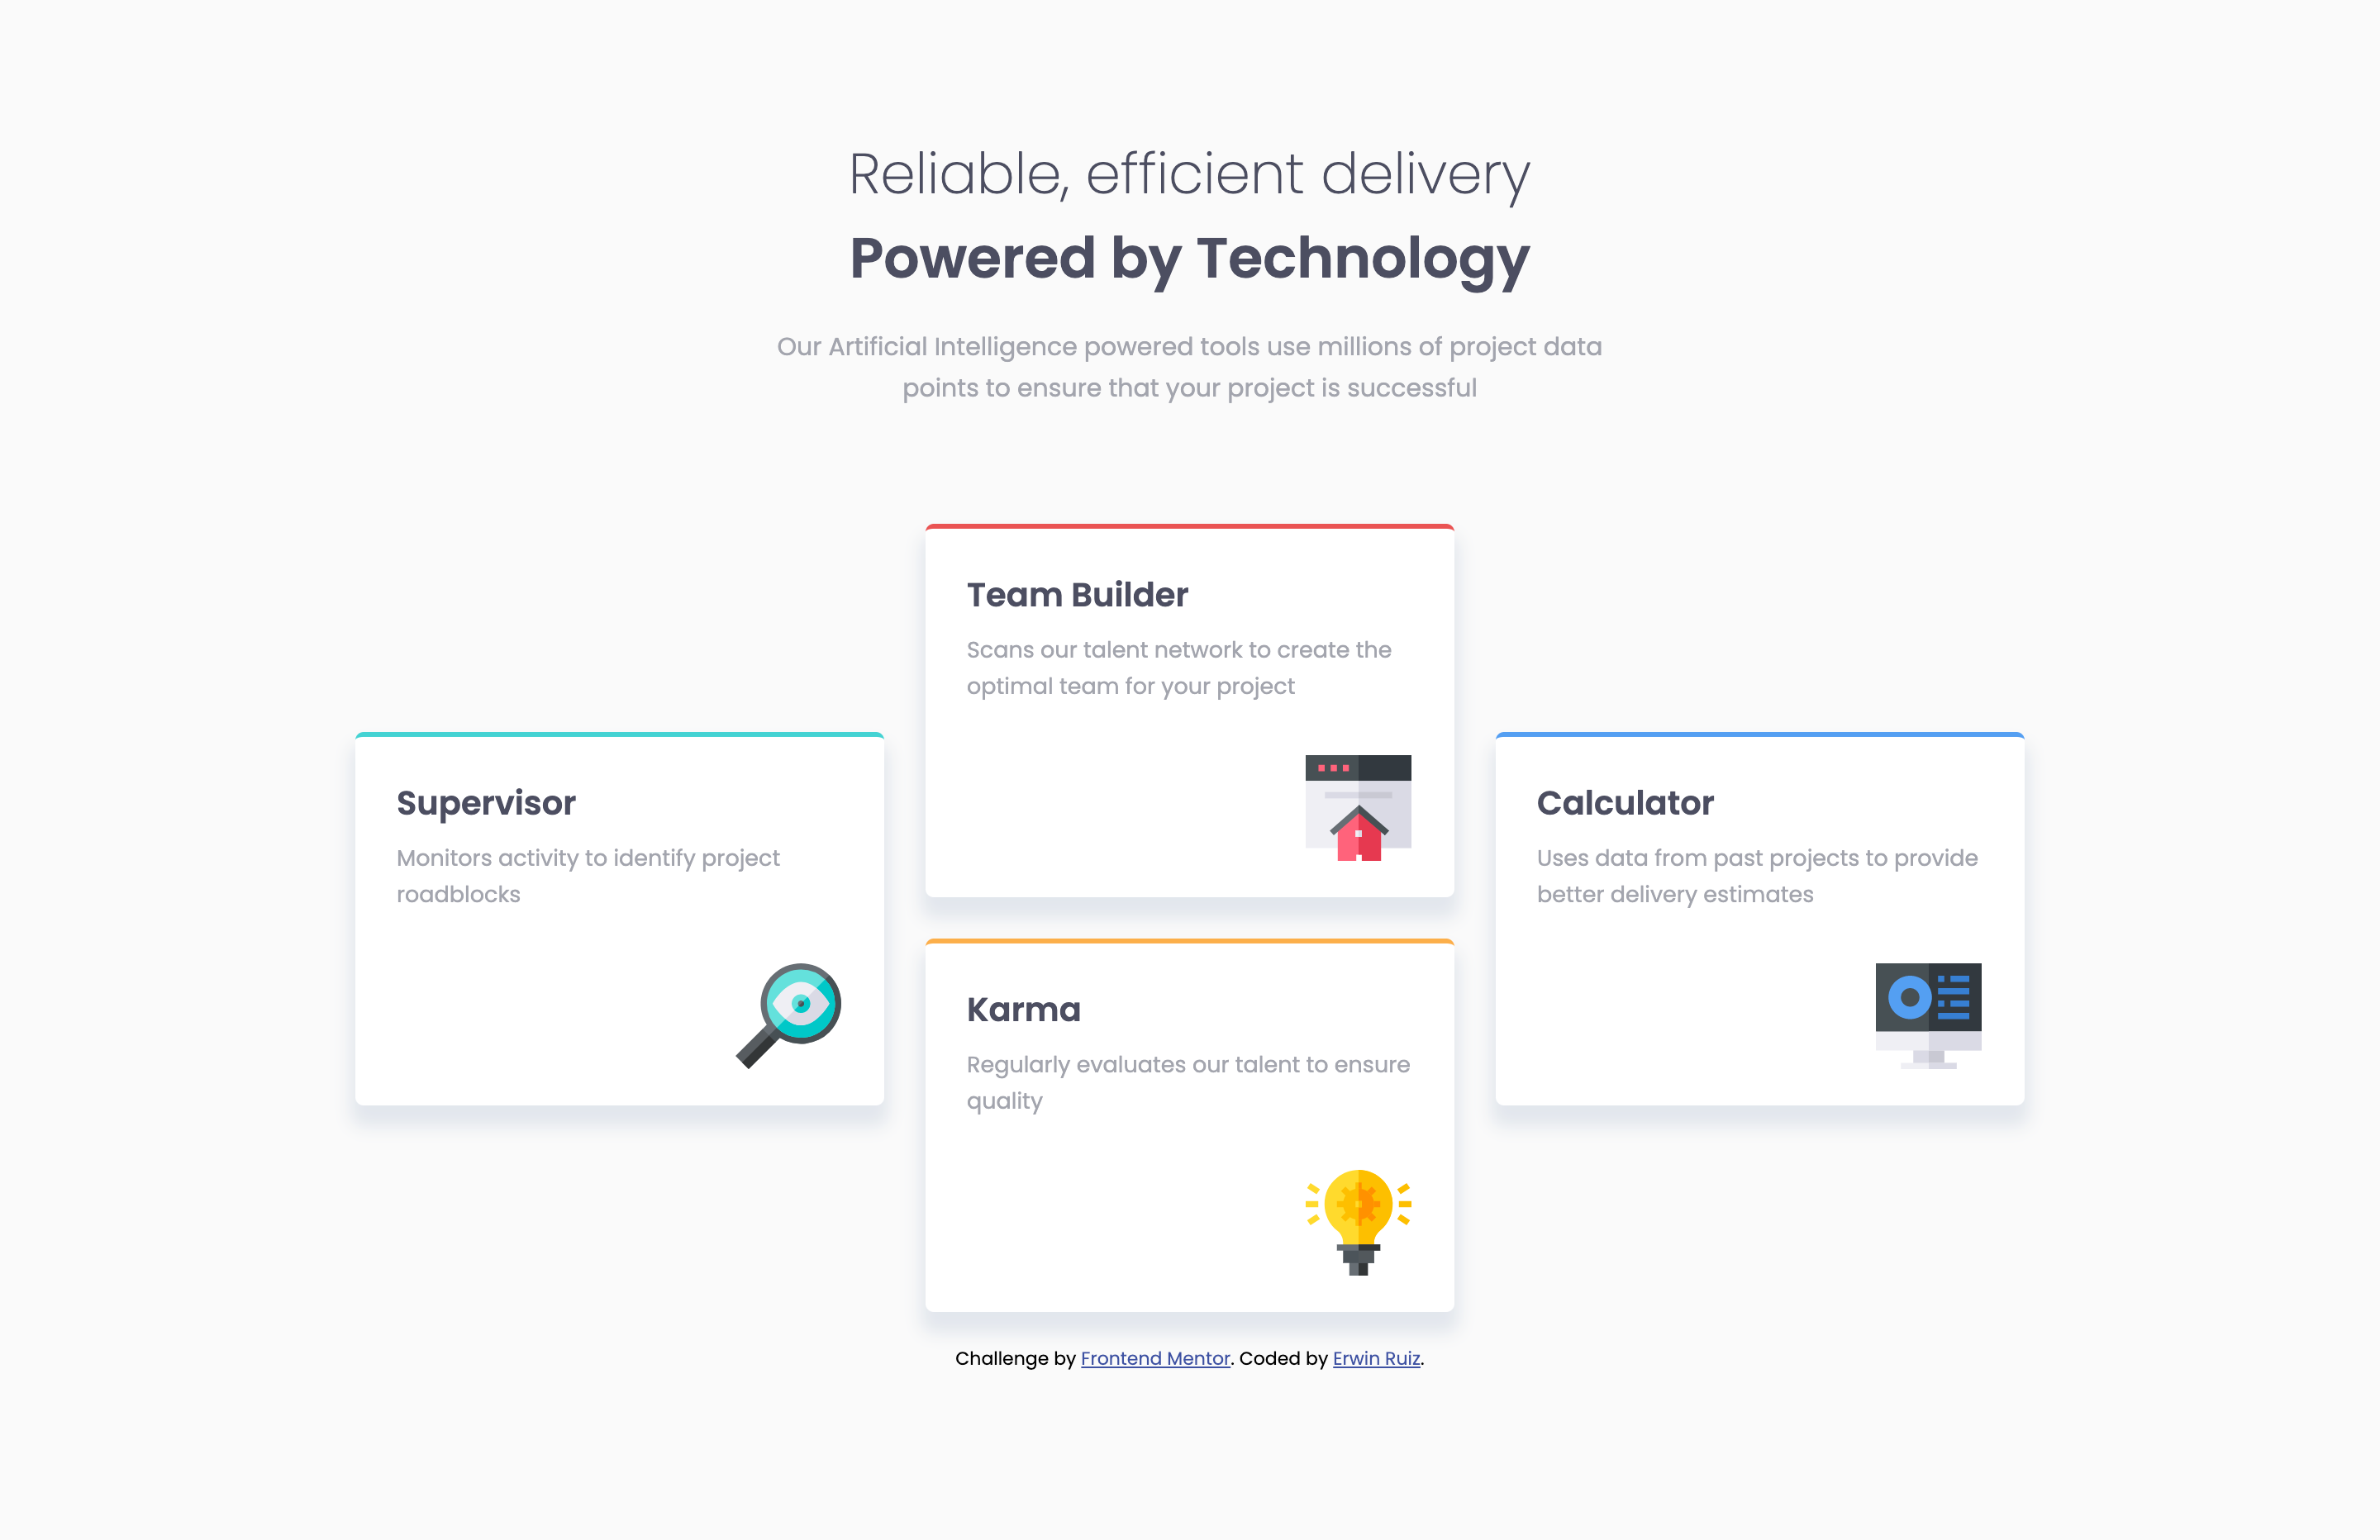 Reliable, efficient delivery
Powered by Technology
Our Artificial Intelligence powered tools use millions of project data
points to ensure that your project is successful
Supervisor
Monitors activity to identify project
roadblocks
Team Builder
Scans our talent network to create the
optimal team for your project
Karma
Regularly evaluates our talent to ensure
quality
Calculator
Uses data from past projects to provide
better delivery estimates
Challenge by Frontend Mentor. Coded by Erwin Ruiz.